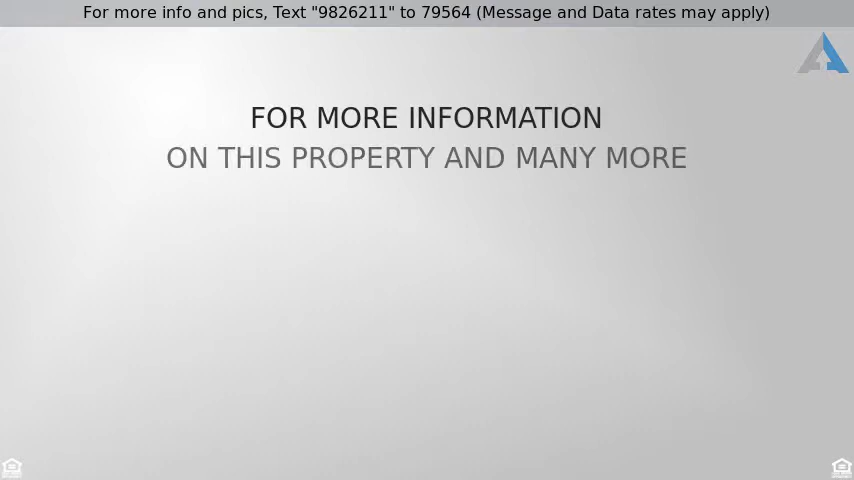 For more info and pics, Text "9826211" to 79564 (Message and Data rates may apply)
FOR MORE INFORMATION
ON THIS PROPERTY AND MANY MORE